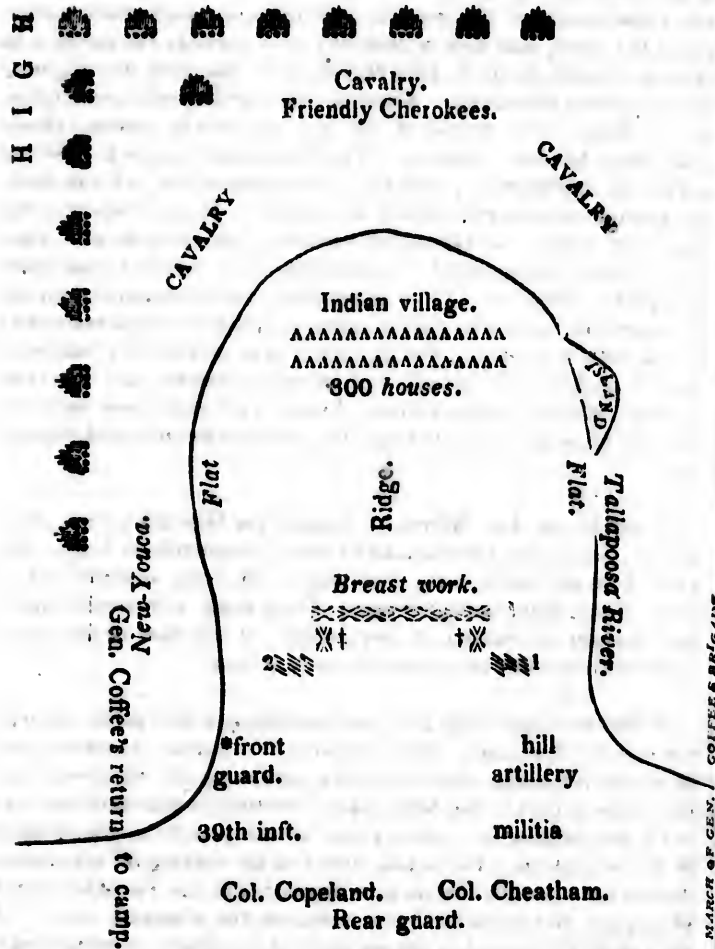 HIGH
Cavalry.
Friendly Cherokees.
CAVALRY
CAVALRY
Indian village.
ΛΛΛΛΛΛΛΛΛΛΛΛΛΛΛΛ
ΛΛΛΛΛΛΛΛΛΛΛΛΛΛΛΛ
300 houses.
ISLAND
Flat
Ridge.
Flat.
Tallapoosa River.
New-Youca.
Gen. Coffee's return to camp.
Breast work.
‡ †
2 1
*front
guard.
hill
artillery
39th inft.
militia
Col. Copeland. Col. Cheatham.
Rear guard.
MARCH OF GEN. COFFEE'S BRIGADE